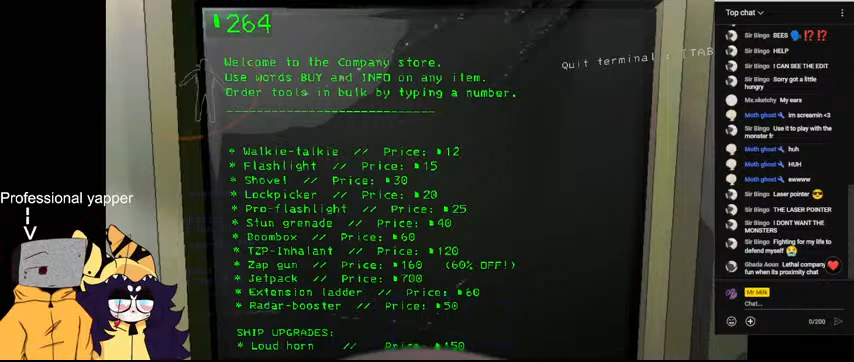 264
Welcome to the Company store.
Use words BUY and INFO on any item.
Order tools in bulk by typing a number.
* Walkie-talkie // Price: 12
* Flashlight // Price: 15
* Shovel // Price: 30
* Lockpicker // Price: 20
* Pro-flashlight // Price: 25
* Stun grenade // Price: 40
* Boombox // Price: 60
* TZP-Inhalant // Price: 120
* Zap gun // Price: 160 (60% OFF!)
* Jetpack // Price: 700
* Extension ladder // Price: 60
* Radar-booster // Price: 50
SHIP UPGRADES:
* Loud horn // Price: 150
Quit terminal : [TAB
Professional yapper
Top chat
Sir Bingo BEES 🗣️ ⁉️ ⁉️
Sir Bingo HELP
Sir Bingo I CAN SEE THE EDIT
Sir Bingo Sorry got a little
hungry
Mx.sketchy My ears
Moth ghost im screamin <3
Sir Bingo Use it to play with the
monster fr
Moth ghost huh
Moth ghost HUH
Moth ghost ewwww
Sir Bingo Laser pointer 😎
Sir Bingo THE LASER POINTER
Sir Bingo I DONT WANT THE
MONSTERS
Sir Bingo Fighting for my life to
defend myself 😭
Ghada Aoun Lethal company
fun when its proximity chat
Mr Milk
Chat...
0/200